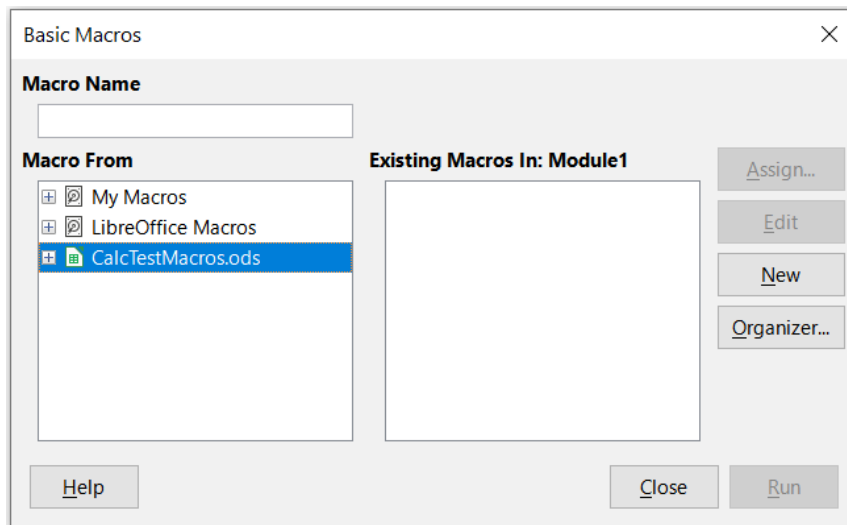 Basic Macros
Macro Name
Macro From
Existing Macros In: Module1
My Macros
LibreOffice Macros
CalcTestMacros.ods
Assign...
Edit
New
Organizer...
Help
Close
Run